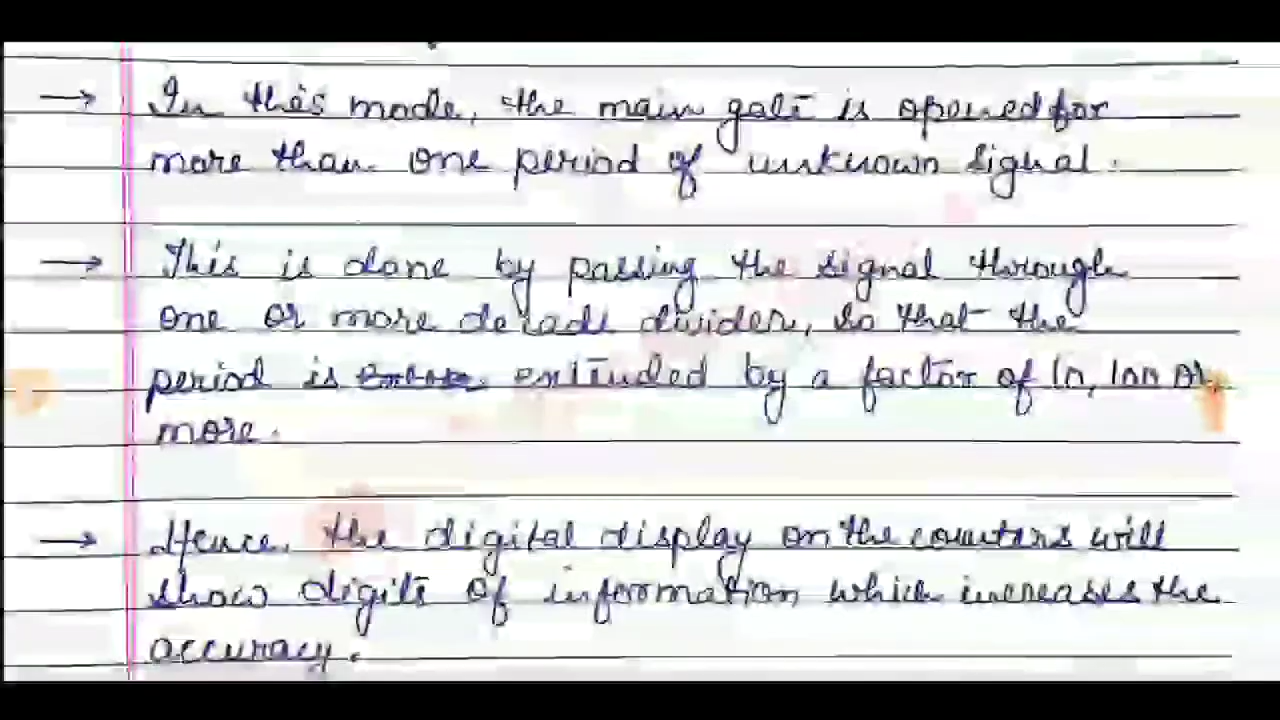 → In this mode, the main gate is opened for
more than one period of unknown signal.
→ This is done by passing the signal through
one or more decade divider, so that the
period is extended by a factor of 10, 100 or
more.
→ Hence, the digital display on the counters will
show digits of information which increases the
accuracy.